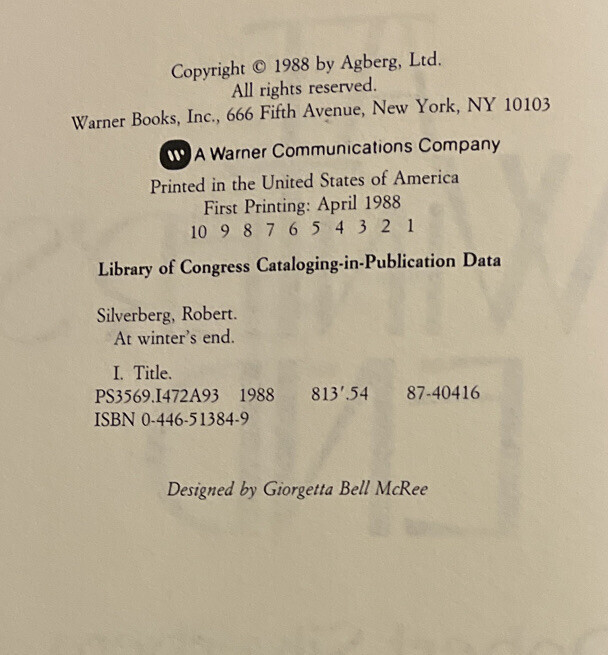 Copyright © 1988 by Agberg, Ltd.
All rights reserved.
Warner Books, Inc., 666 Fifth Avenue, New York, NY 10103
A Warner Communications Company
Printed in the United States of America
First Printing: April 1988
10 9 8 7 6 5 4 3 2 1
Library of Congress Cataloging-in-Publication Data
Silverberg, Robert.
At winter's end.
I. Title.
PS3569.I472A93 1988 813′.54 87-40416
ISBN 0-446-51384-9
Designed by Giorgetta Bell McRee